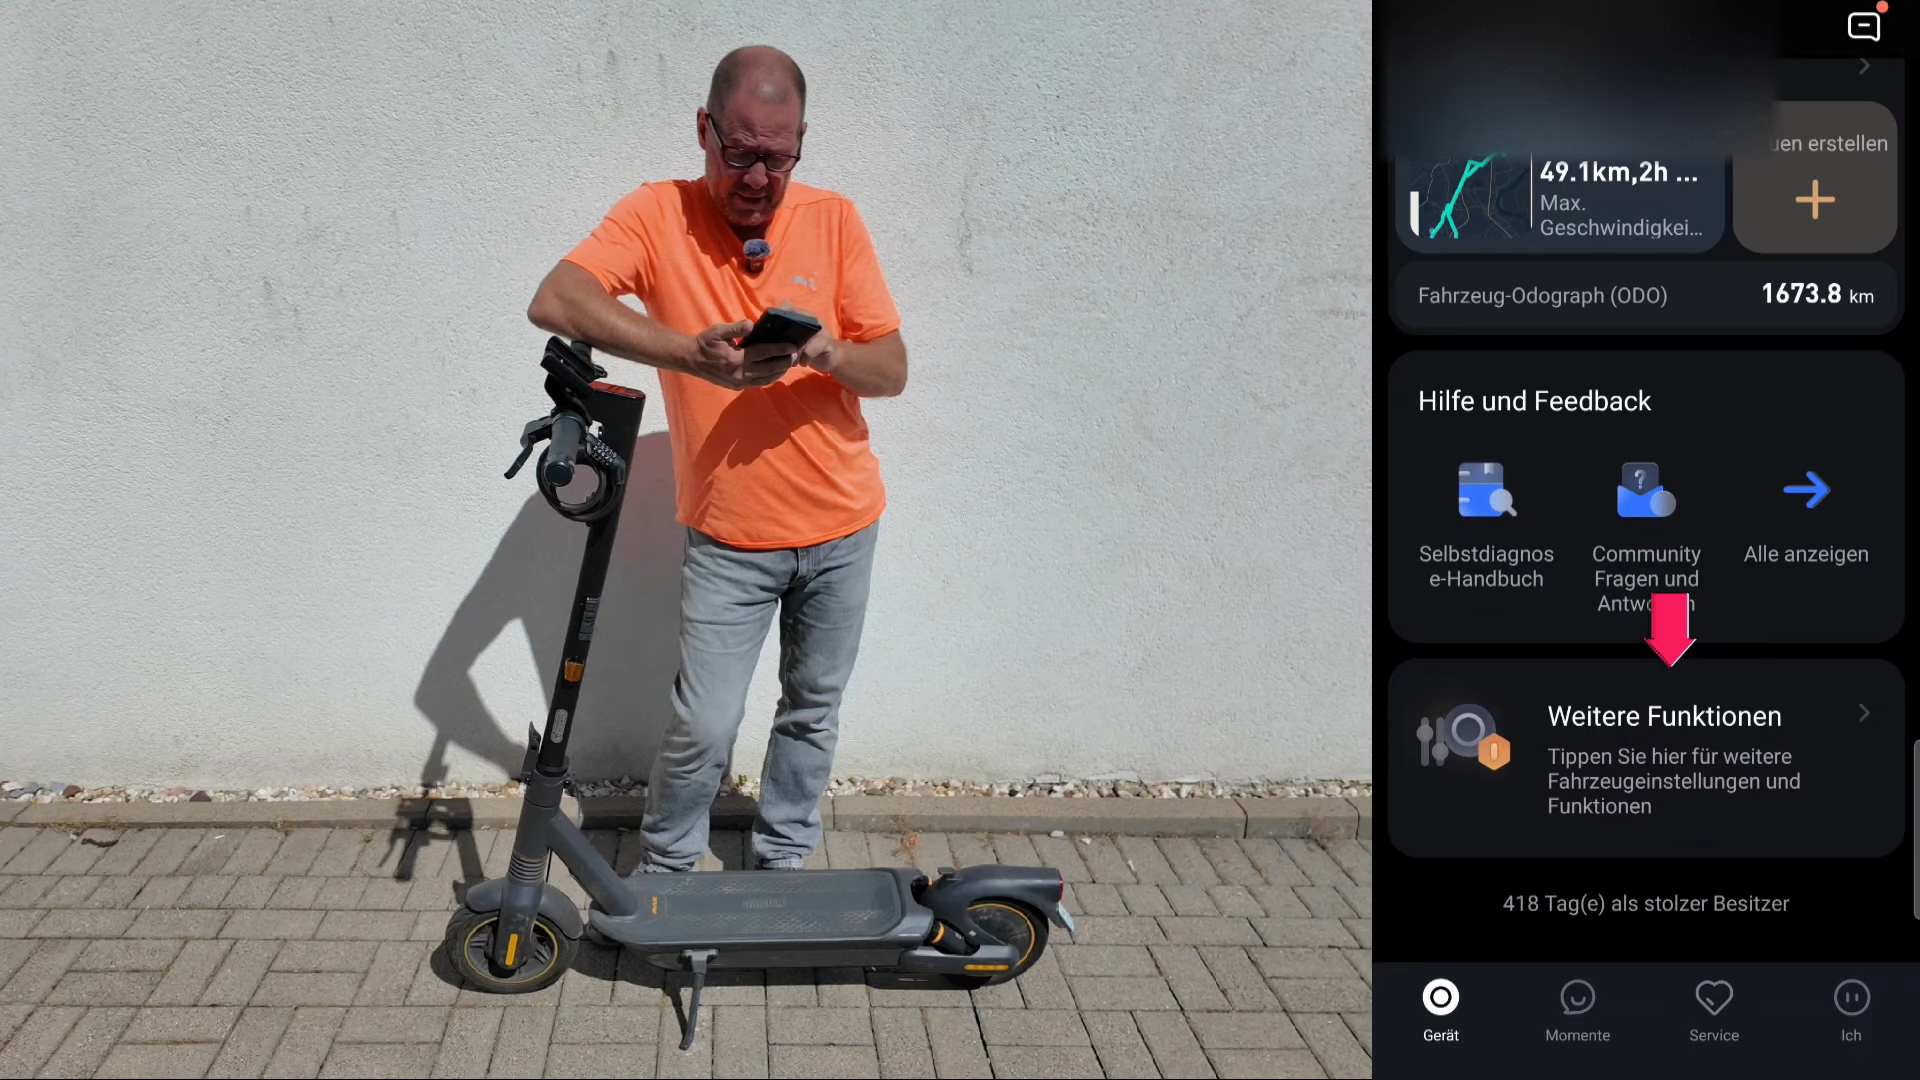 uen erstellen
49.1km,2h ...
Max.
Geschwindigkei...
Fahrzeug-Odograph (ODO)
1673.8 km
Hilfe und Feedback
Selbstdiagnos
e-Handbuch
Community
Fragen und
Alle anzeigen
Weitere Funktionen
Tippen Sie hier für weitere
Fahrzeugeinstellungen und
Funktionen
418 Tag(e) als stolzer Besitzer
Gerät
Momente
Service
Ich